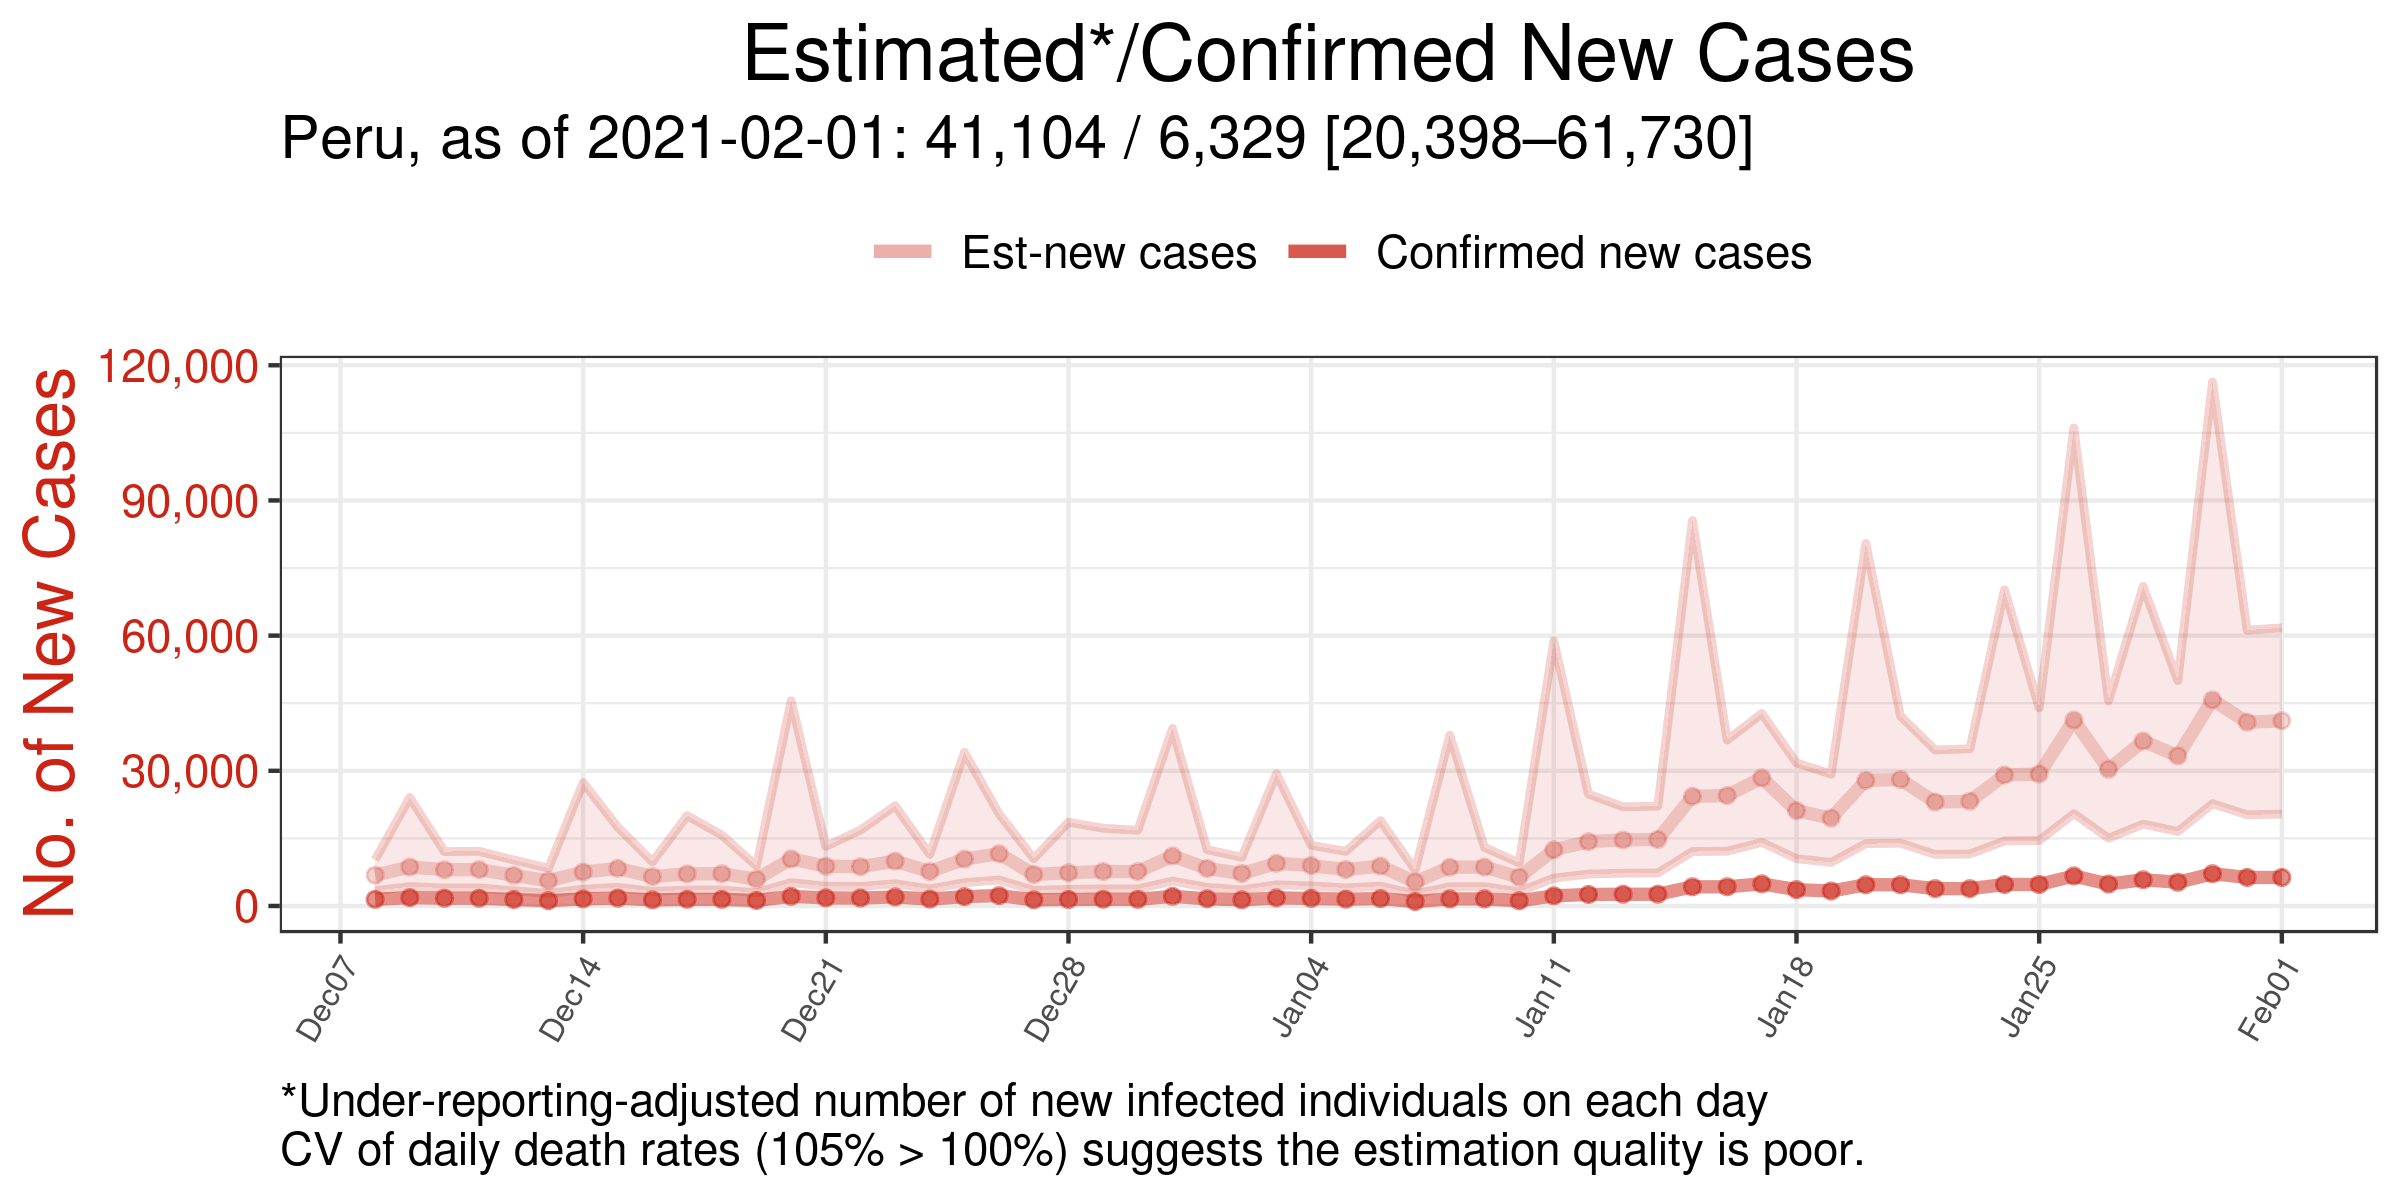 Estimated*/Confirmed New Cases
Peru, as of 2021-02-01: 41,104 / 6,329 [20,398–61,730]
Est-new cases Confirmed new cases
No. of New Cases
120,000
90,000
60,000
30,000
0
Dec07 Dec14 Dec21 Dec28 Jan04 Jan11 Jan18 Jan25 Feb01
*Under-reporting-adjusted number of new infected individuals on each day
CV of daily death rates (105% > 100%) suggests the estimation quality is poor.